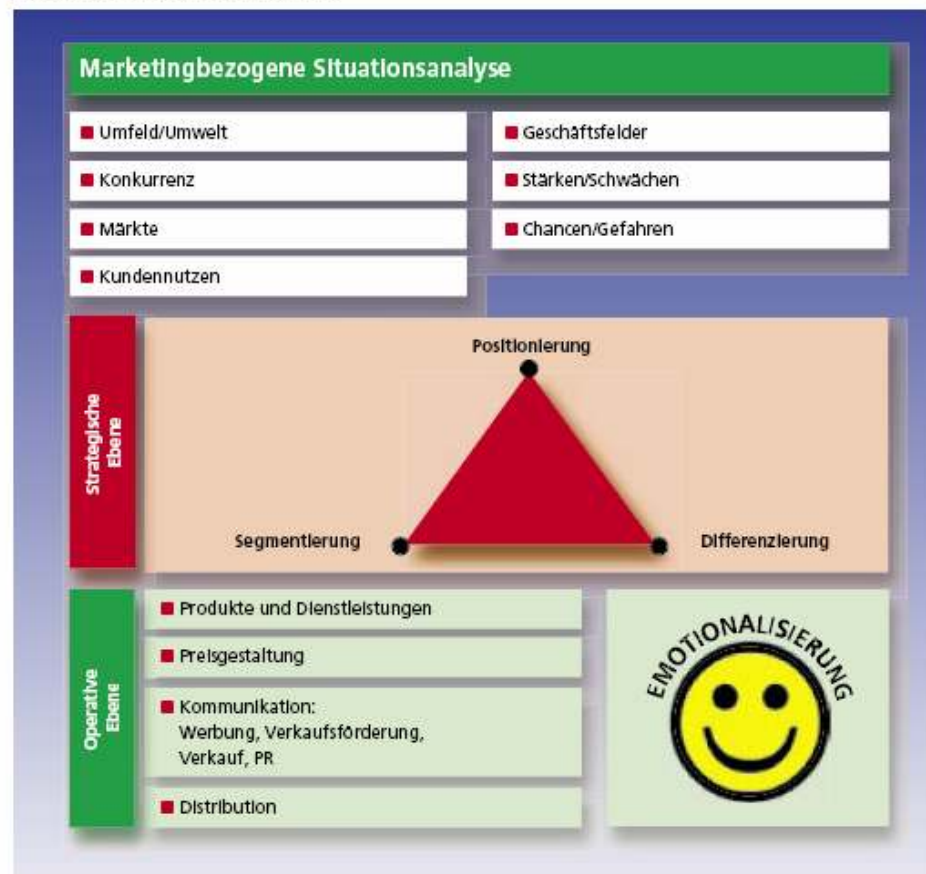 Marketingbezogene Situationsanalyse
Umfeld/Umwelt
Konkurrenz
Märkte
Kundennutzen
Geschäftsfelder
Stärken/Schwächen
Chancen/Gefahren
Strategische
Ebene
Positionierung
Segmentierung
Differenzierung
Operative
Ebene
Produkte und Dienstleistungen
Preisgestaltung
Kommunikation:
Werbung, Verkaufsförderung,
Verkauf, PR
Distribution
EMOTIONALISIERUNG